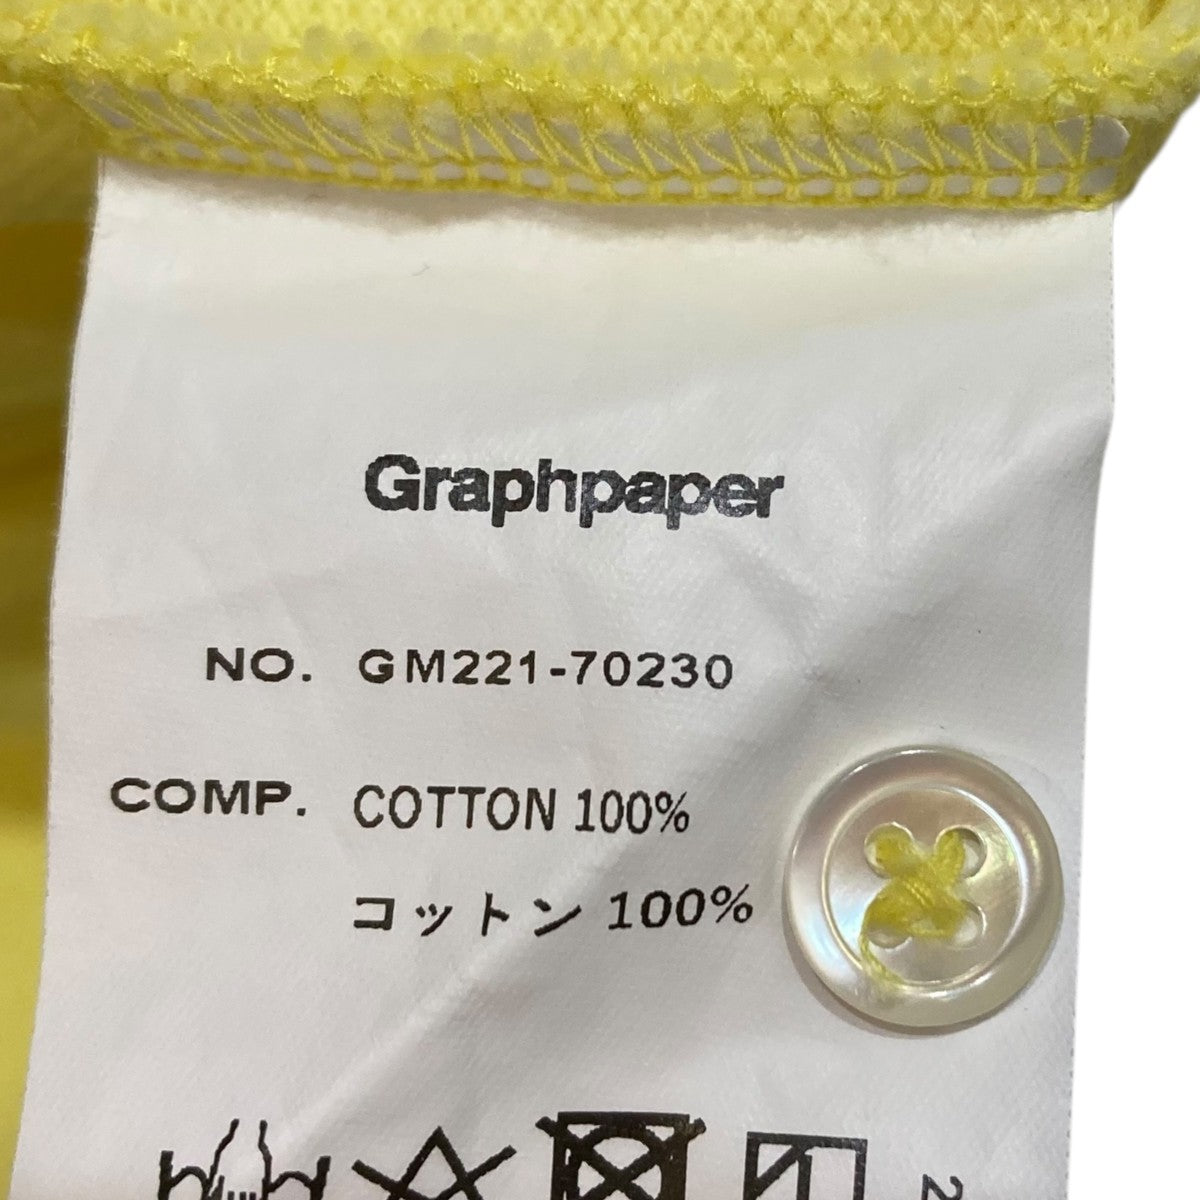 Graphpaper
NO. GM221-70230
COMP. COTTON 100%
コットン 100%